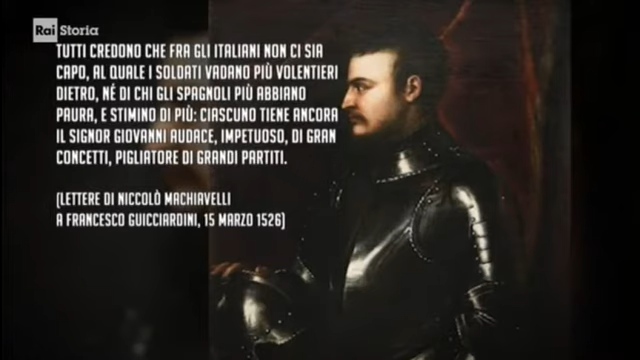 Rai Storia
TUTTI CREDONO CHE FRA GLI ITALIANI NON CI SIA
CAPO, AL QUALE I SOLDATI VADANO PIÙ VOLENTIERI
DIETRO, NÉ DI CHI GLI SPAGNOLI PIÙ ABBIANO
PAURA, E STIMINO DI PIÙ: CIASCUNO TIENE ANCORA
IL SIGNOR GIOVANNI AUDACE, IMPETUOSO, DI GRAN
CONCETTI, PIGLIATORE DI GRANDI PARTITI.
(LETTERE DI NICCOLÒ MACHIAVELLI
A FRANCESCO GUICCIARDINI, 15 MARZO 1526)